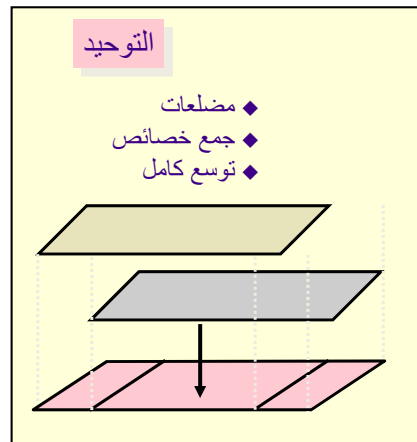 التوحيد
◆ مضلعات
◆ جمع خصائص
◆ توسع كامل